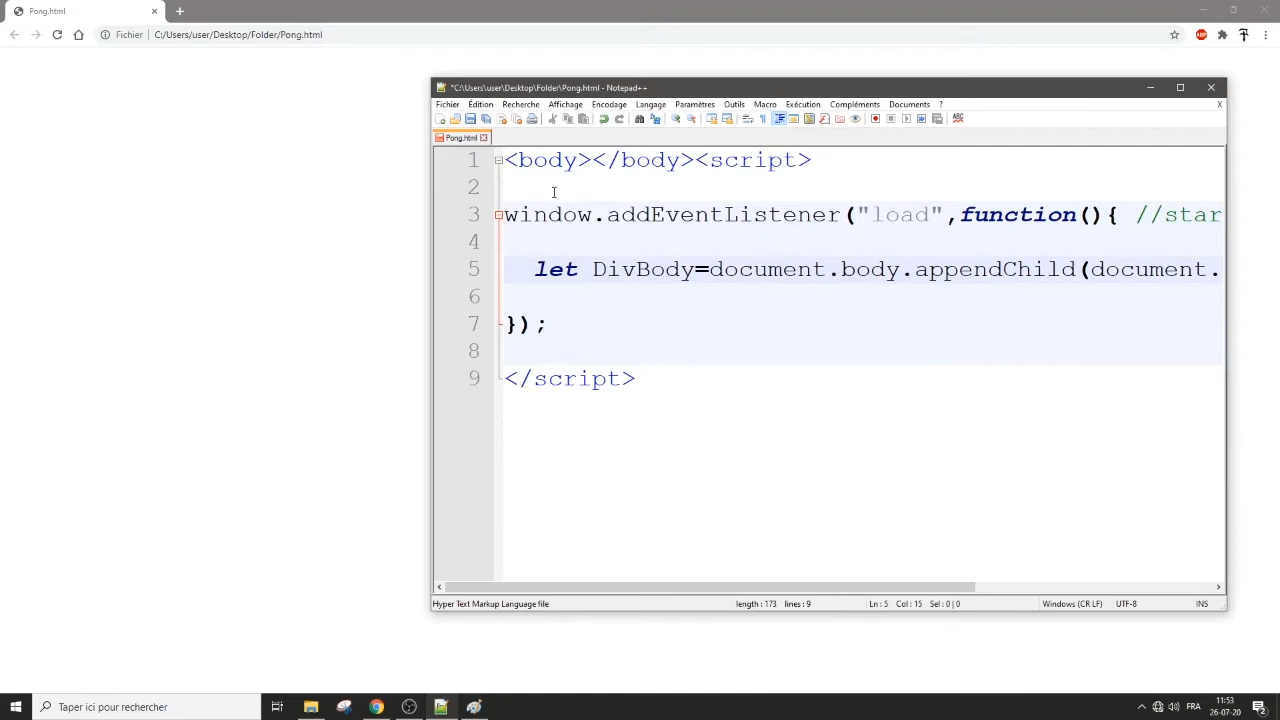 Pong.html
Fichier C:/Users/user/Desktop/Folder/Pong.html
ABP
*C:\Users\user\Desktop\Folder\Pong.html - Notepad++
Fichier Édition Recherche Affichage Encodage Langage Paramètres Outils Macro Exécution Compléments Documents ? X
Pong.html
1 <body></body><script>
2
3 window.addEventListener("load",function(){ //star
4
5 let DivBody=document.body.appendChild(document.
6
7 });
8
9 </script>
Hyper Text Markup Language file length : 173 lines : 9 Ln : 5 Col : 15 Sel : 0 | 0 Windows (CR LF) UTF-8 INS
Taper ici pour rechercher FRA 11:53
26-07-20 2